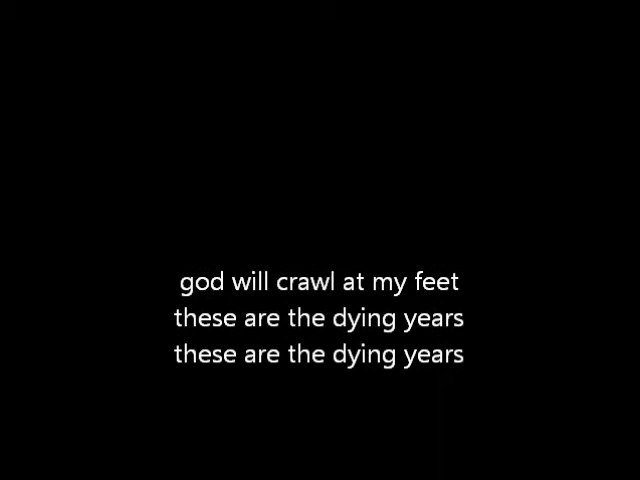 god will crawl at my feet
these are the dying years
these are the dying years